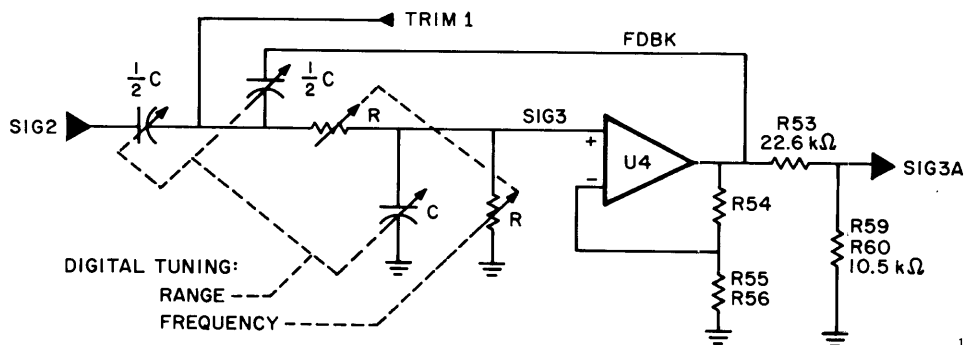 TRIM 1
FDBK
½ C
½ C
SIG2
R
SIG3
+
−
U4
R53
22.6 kΩ
SIG3A
R54
C
R
R59
R60
10.5 kΩ
R55
R56
DIGITAL TUNING:
RANGE
FREQUENCY
1